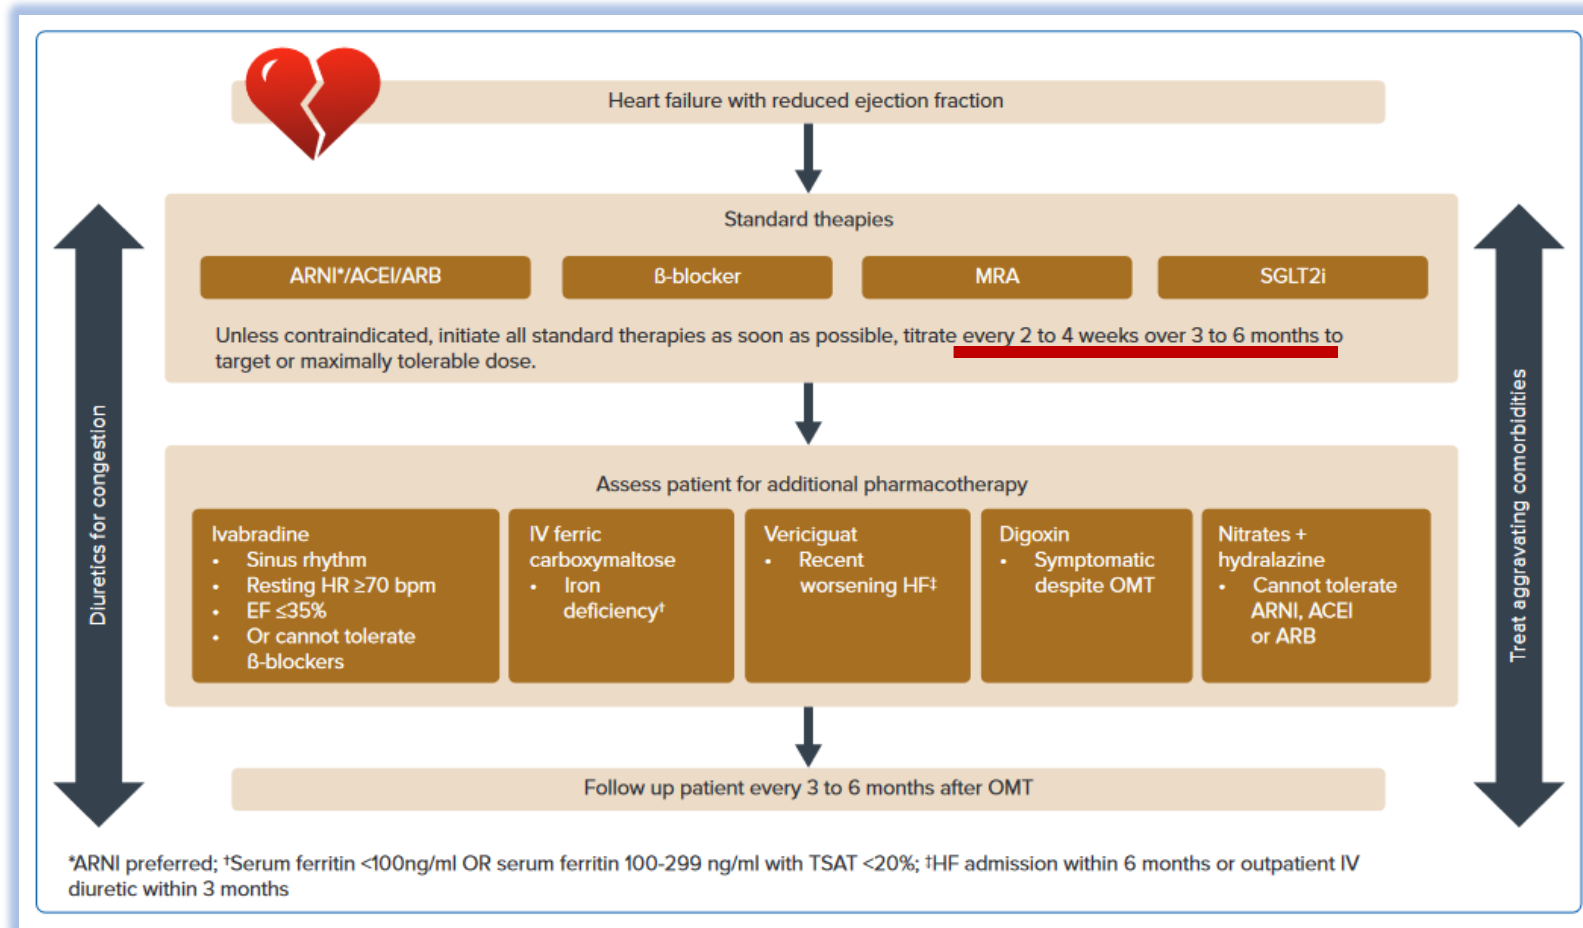 Heart failure with reduced ejection fraction
Standard theapies
ARNI*/ACEI/ARB
ß-blocker
MRA
SGLT2i
Unless contraindicated, initiate all standard therapies as soon as possible, titrate every 2 to 4 weeks over 3 to 6 months to
target or maximally tolerable dose.
Diuretics for congestion
Treat aggravating comorbidities
Assess patient for additional pharmacotherapy
Ivabradine
• Sinus rhythm
• Resting HR ≥70 bpm
• EF ≤35%
• Or cannot tolerate
ß-blockers
IV ferric
carboxymaltose
• Iron
deficiency†
Vericiguat
• Recent
worsening HF‡
Digoxin
• Symptomatic
despite OMT
Nitrates +
hydralazine
• Cannot tolerate
ARNI, ACEI
or ARB
Follow up patient every 3 to 6 months after OMT
*ARNI preferred; †Serum ferritin <100ng/ml OR serum ferritin 100-299 ng/ml with TSAT <20%; ‡HF admission within 6 months or outpatient IV
diuretic within 3 months